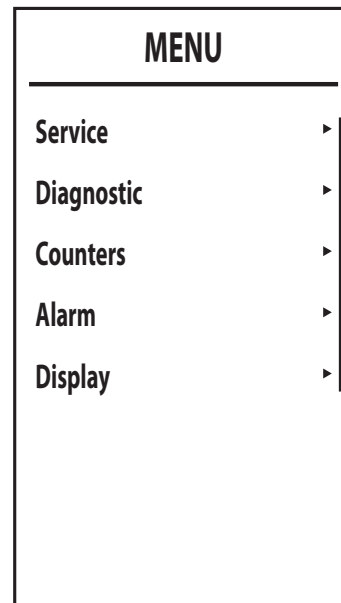 MENU
Service
Diagnostic
Counters
Alarm
Display